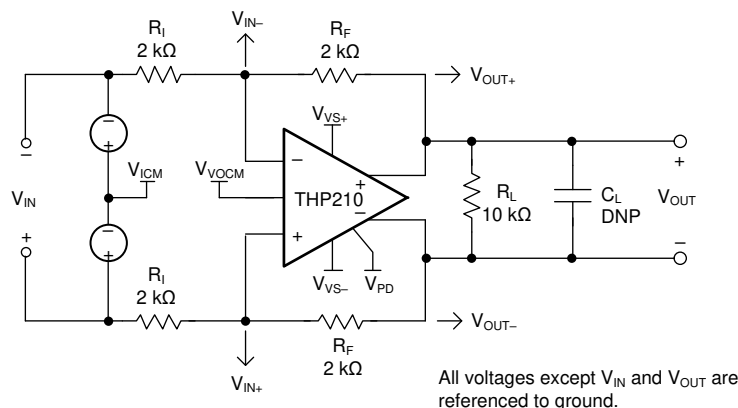 V_IN−
R_I
2 kΩ
R_F
2 kΩ
V_OUT+
−
−
+
V_VS+
V_ICM
V_VOCM
−
THP210
+
−
+
R_L
10 kΩ
C_L
DNP
+
V_OUT
−
V_IN
+
−
+
V_VS−
V_PD
R_I
2 kΩ
R_F
2 kΩ
V_OUT−
V_IN+
All voltages except V_IN and V_OUT are
referenced to ground.